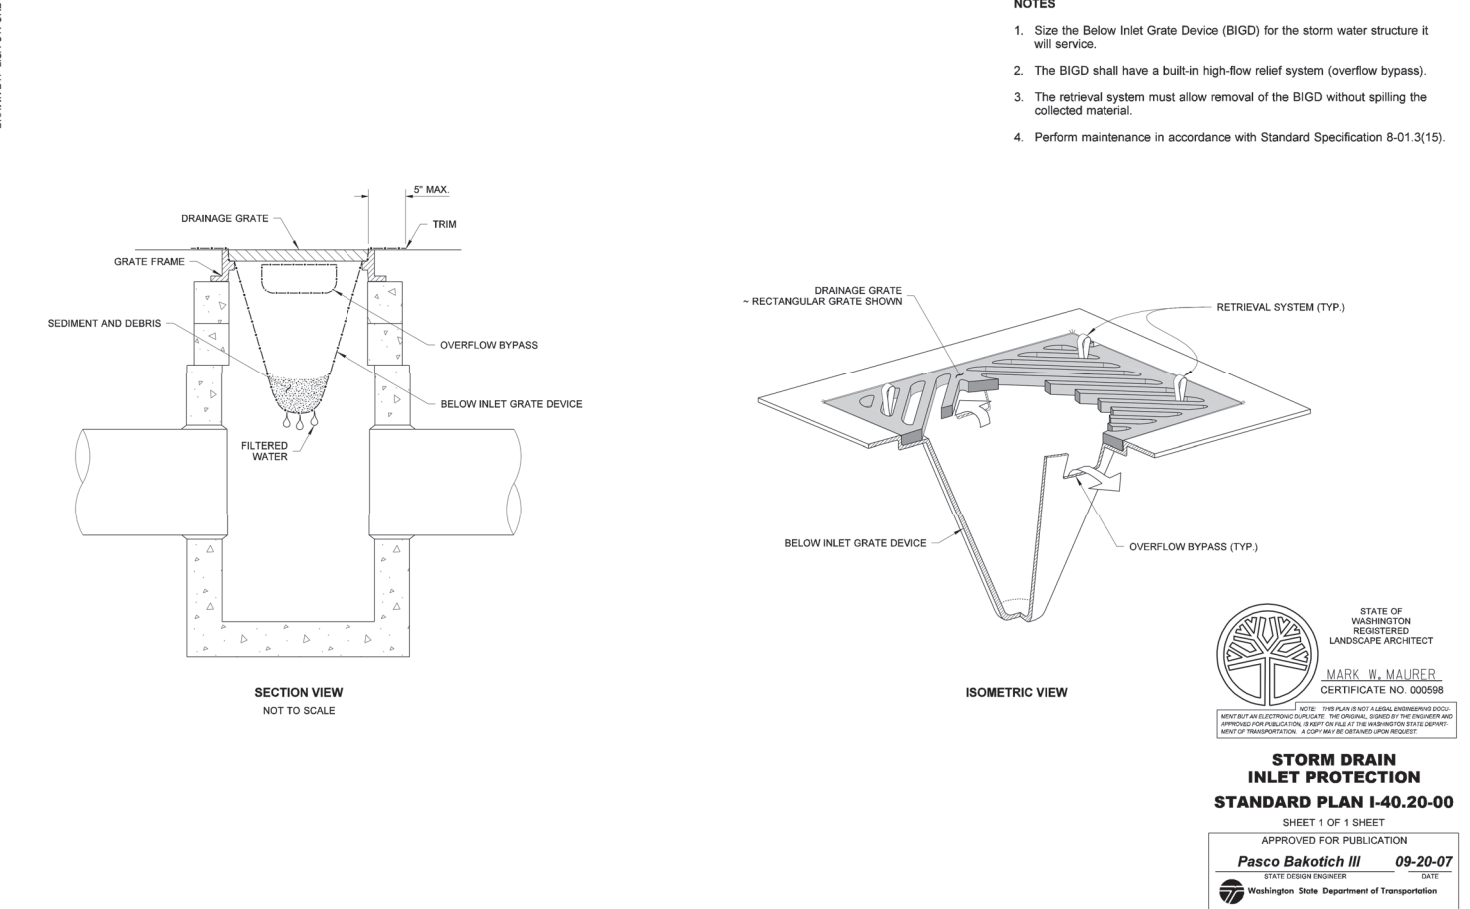 NOTES
1. Size the Below Inlet Grate Device (BIGD) for the storm water structure it
will service.
2. The BIGD shall have a built-in high-flow relief system (overflow bypass).
3. The retrieval system must allow removal of the BIGD without spilling the
collected material.
4. Perform maintenance in accordance with Standard Specification 8-01.3(15).
5" MAX.
DRAINAGE GRATE
TRIM
GRATE FRAME
SEDIMENT AND DEBRIS
OVERFLOW BYPASS
BELOW INLET GRATE DEVICE
FILTERED
WATER
SECTION VIEW
NOT TO SCALE
DRAINAGE GRATE
~ RECTANGULAR GRATE SHOWN
RETRIEVAL SYSTEM (TYP.)
BELOW INLET GRATE DEVICE
OVERFLOW BYPASS (TYP.)
ISOMETRIC VIEW
STATE OF
WASHINGTON
REGISTERED
LANDSCAPE ARCHITECT
MARK W. MAURER
CERTIFICATE NO. 000598
NOTE: THIS PLAN IS NOT A LEGAL ENGINEERING DOCU-
MENT BUT AN ELECTRONIC DUPLICATE. THE ORIGINAL, SIGNED BY THE ENGINEER AND
APPROVED FOR PUBLICATION, IS KEPT ON FILE AT THE WASHINGTON STATE DEPART-
MENT OF TRANSPORTATION. A COPY MAY BE OBTAINED UPON REQUEST.
STORM DRAIN
INLET PROTECTION
STANDARD PLAN I-40.20-00
SHEET 1 OF 1 SHEET
APPROVED FOR PUBLICATION
Pasco Bakotich III 09-20-07
STATE DESIGN ENGINEER DATE
Washington State Department of Transportation